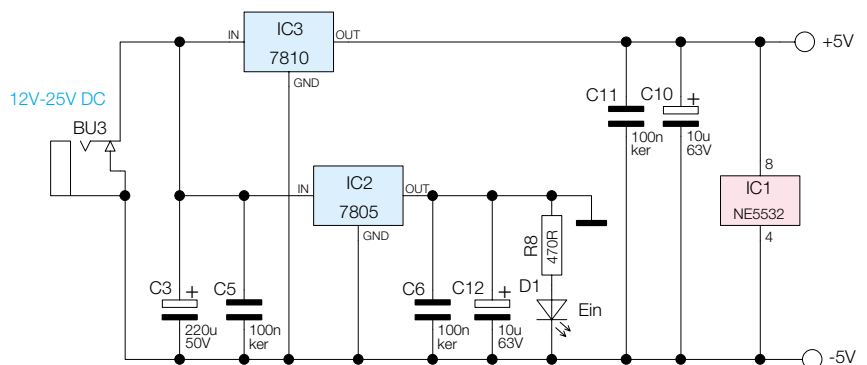 IC3
IN
OUT
7810
GND
+5V
12V-25V DC
BU3
C11
100n
ker
C10
+
10u
63V
IC2
IN
OUT
7805
GND
8
IC1
NE5532
4
R8
470R
C3
+
220u
50V
C5
100n
ker
C6
100n
ker
C12
+
10u
63V
D1
Ein
-5V